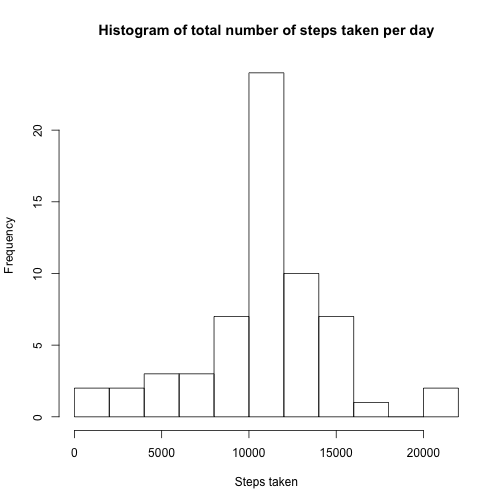 Histogram of total number of steps taken per day
Frequency
20
15
10
5
0
0 5000 10000 15000 20000
Steps taken